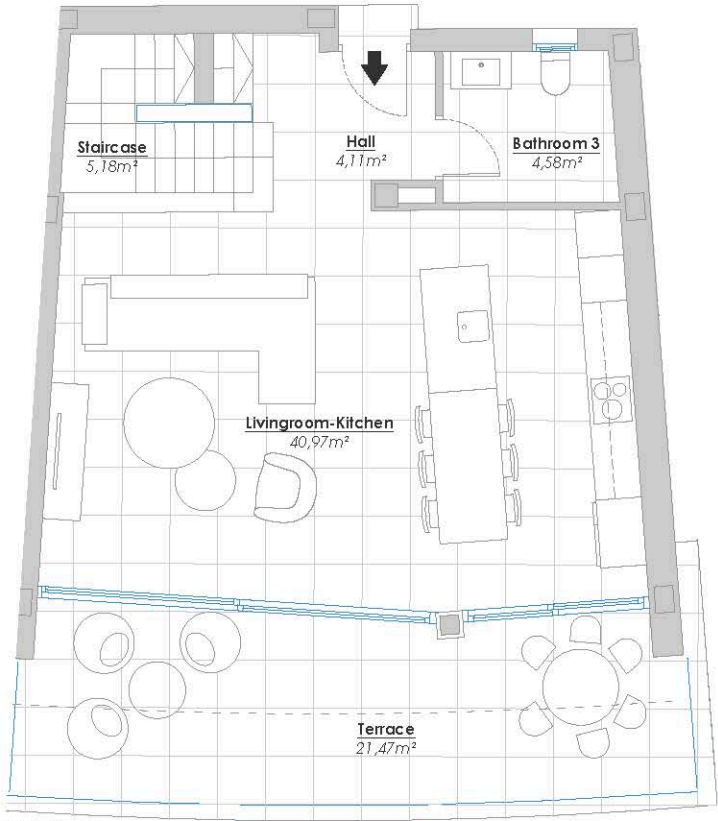 Staircase
5,18m²
Hall
4,11m²
Bathroom 3
4,58m²
Livingroom-Kitchen
40,97m²
Terrace
21,47m²